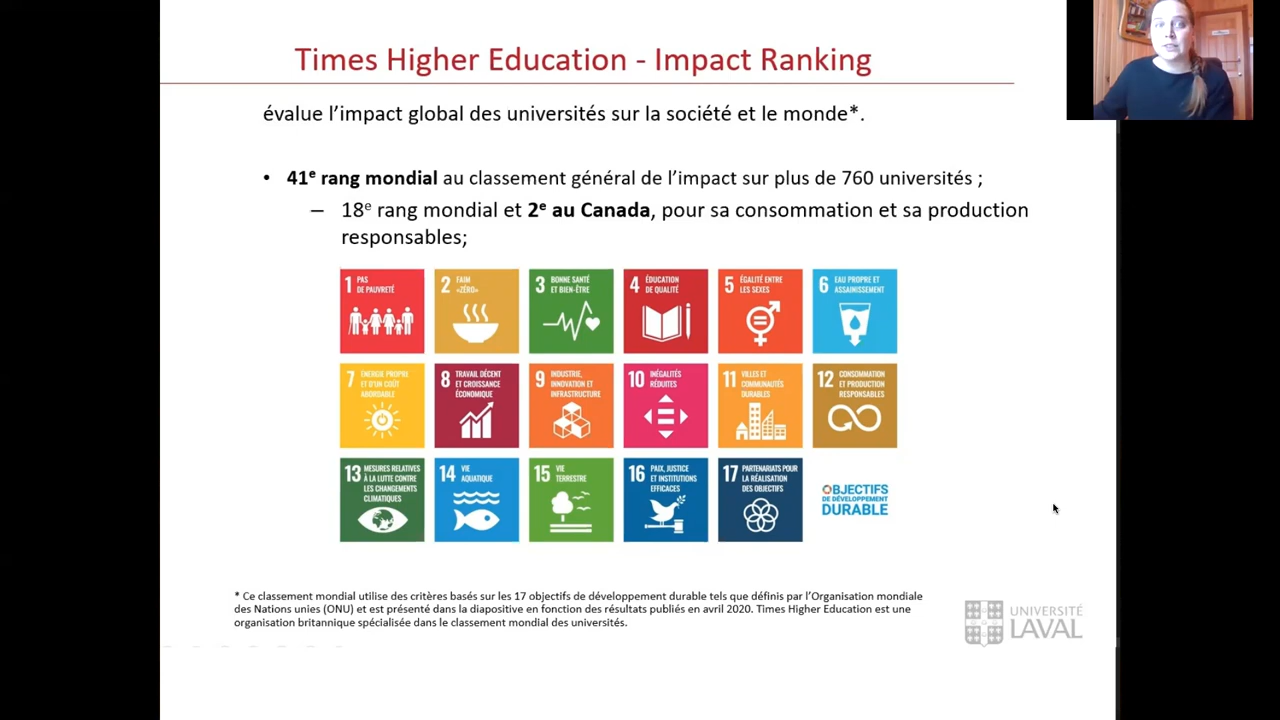 Times Higher Education - Impact Ranking
évalue l’impact global des universités sur la société et le monde*.
• 41e rang mondial au classement général de l’impact sur plus de 760 universités ;
– 18e rang mondial et 2e au Canada, pour sa consommation et sa production
responsables;
1 PAS
DE PAUVRETÉ
2 FAIM
«ZÉRO»
3 BONNE SANTÉ
ET BIEN-ÊTRE
4 ÉDUCATION
DE QUALITÉ
5 ÉGALITÉ ENTRE
LES SEXES
6 EAU PROPRE ET
ASSAINISSEMENT
7 ÉNERGIE PROPRE
ET D’UN COÛT
ABORDABLE
8 TRAVAIL DÉCENT
ET CROISSANCE
ÉCONOMIQUE
9 INDUSTRIE,
INNOVATION ET
INFRASTRUCTURE
10 INÉGALITÉS
RÉDUITES
11 VILLES ET
COMMUNAUTÉS
DURABLES
12 CONSOMMATION
ET PRODUCTION
RESPONSABLES
13 MESURES RELATIVES
À LA LUTTE CONTRE
LES CHANGEMENTS
CLIMATIQUES
14 VIE
AQUATIQUE
15 VIE
TERRESTRE
16 PAIX, JUSTICE
ET INSTITUTIONS
EFFICACES
17 PARTENARIATS POUR
LA RÉALISATION
DES OBJECTIFS
OBJECTIFS
DE DÉVELOPPEMENT
DURABLE
* Ce classement mondial utilise des critères basés sur les 17 objectifs de développement durable tels que définis par l’Organisation mondiale
des Nations unies (ONU) et est présenté dans la diapositive en fonction des résultats publiés en avril 2020. Times Higher Education est une
organisation britannique spécialisée dans le classement mondial des universités.
UNIVERSITÉ
LAVAL